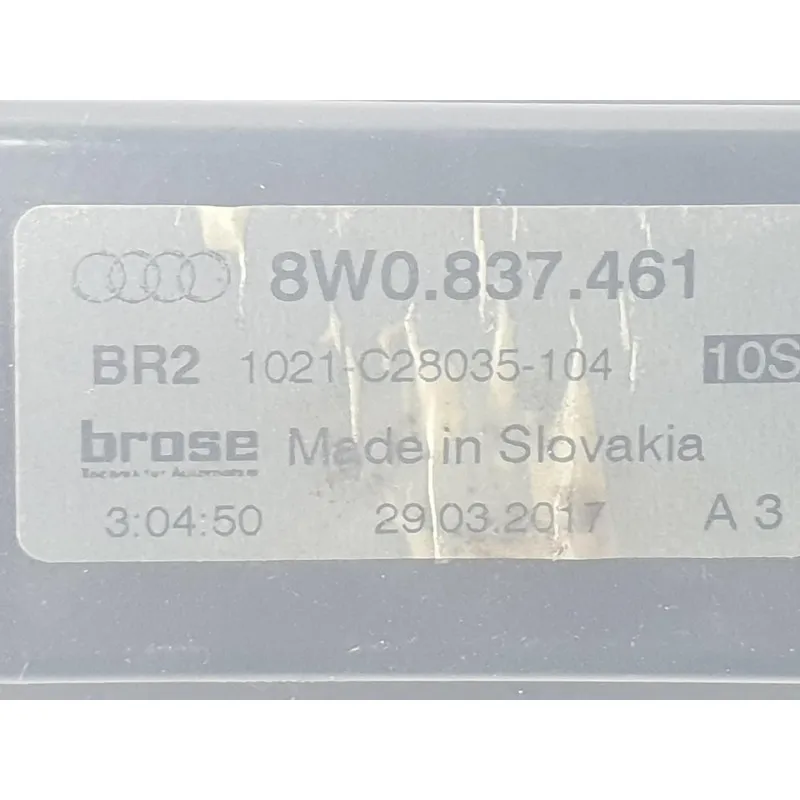 8W0.837.461
BR2 1021-C28035-104 10S
brose Made in Slovakia
3:04:50 29.03.2017 A 3